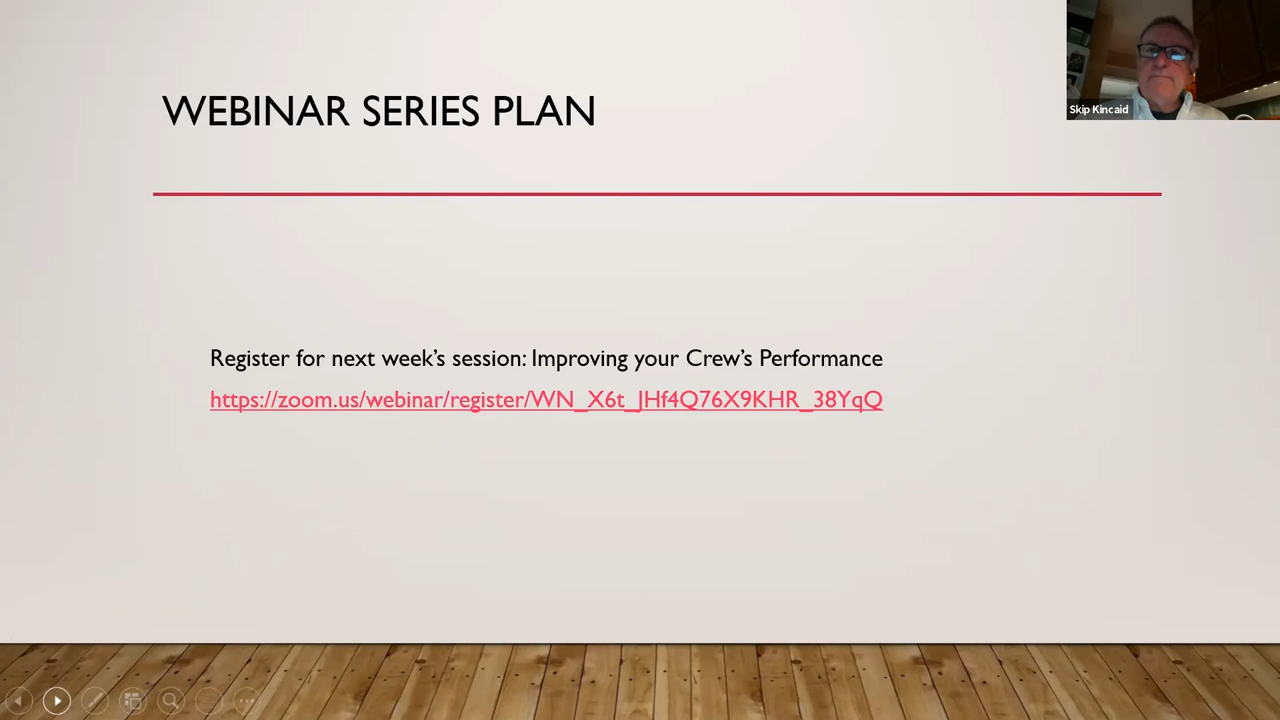 WEBINAR SERIES PLAN
Skip Kincaid
Register for next week's session: Improving your Crew's Performance
https://zoom.us/webinar/register/WN_X6t_JHf4Q76X9KHR_38YqQ